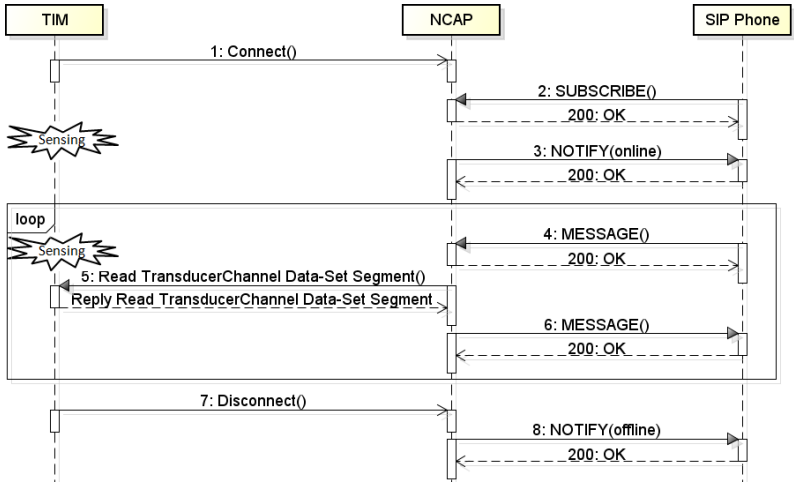 TIM
NCAP
SIP Phone
1: Connect()
2: SUBSCRIBE()
200: OK
Sensing
3: NOTIFY(online)
200: OK
loop
4: MESSAGE()
Sensing
200: OK
5: Read TransducerChannel Data-Set Segment()
Reply Read TransducerChannel Data-Set Segment
6: MESSAGE()
200: OK
7: Disconnect()
8: NOTIFY(offline)
200: OK